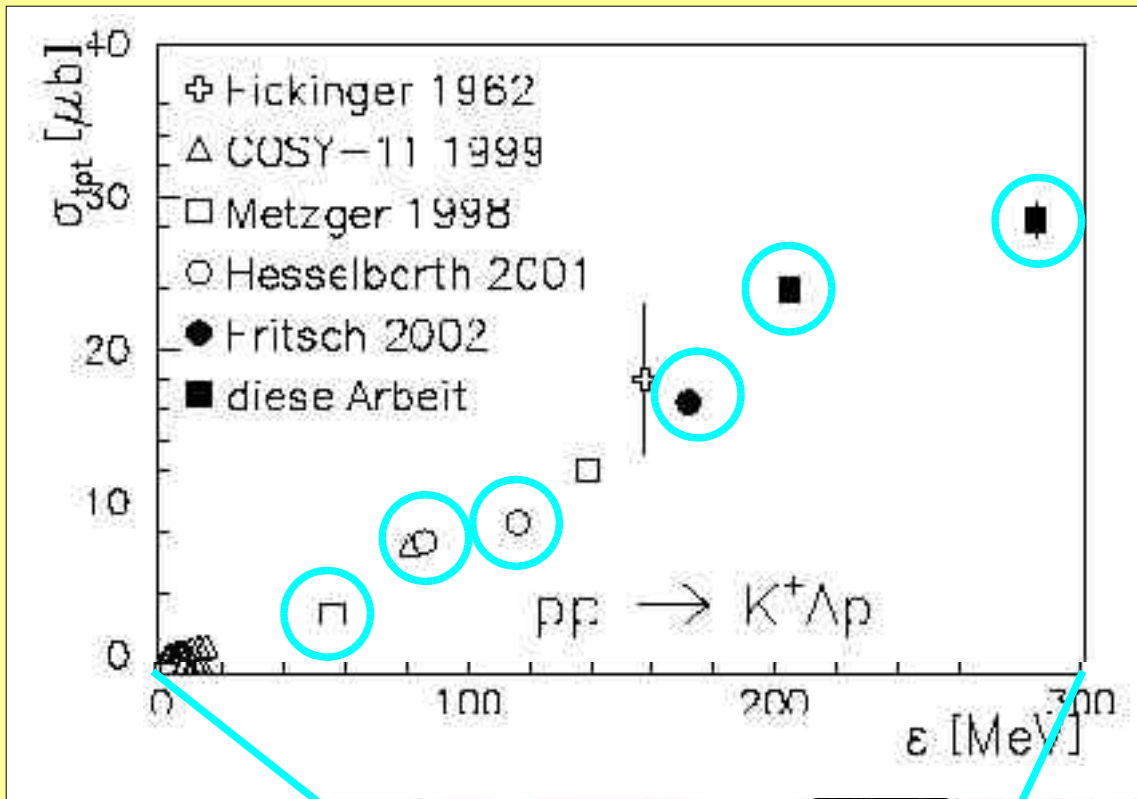 σtot [μb]
40
30
20
10
0
Fickinger 1962
COSY-11 1999
Metzger 1998
Hesselbarth 2001
Fritsch 2002
diese Arbeit
pp → K⁺Λp
0 100 200 300
ε [MeV]